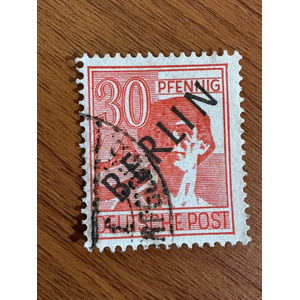 30 PFENNIG
BERLIN
DEUTSCHE POST